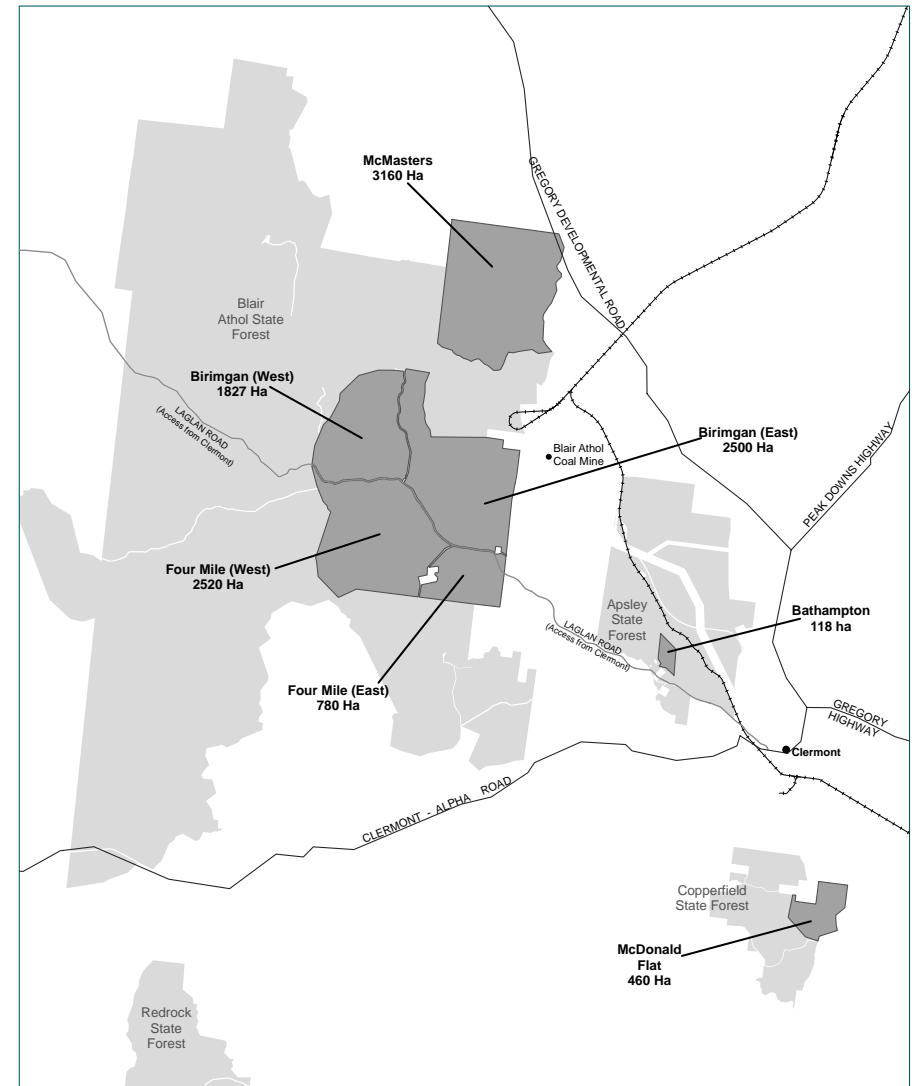 McMasters
3160 Ha
GREGORY DEVELOPMENTAL ROAD
Blair
Athol State
Forest
Birimgan (West)
1827 Ha
LAGLAN ROAD
(Access from Clermont)
Birimgan (East)
2500 Ha
Blair Athol
Coal Mine
PEAK DOWNS HIGHWAY
Four Mile (West)
2520 Ha
Apsley
State
Forest
Bathampton
118 ha
LAGLAN ROAD
(Access from Clermont)
Four Mile (East)
780 Ha
GREGORY
HIGHWAY
Clermont
CLERMONT - ALPHA ROAD
Copperfield
State Forest
McDonald
Flat
460 Ha
Redrock
State
Forest